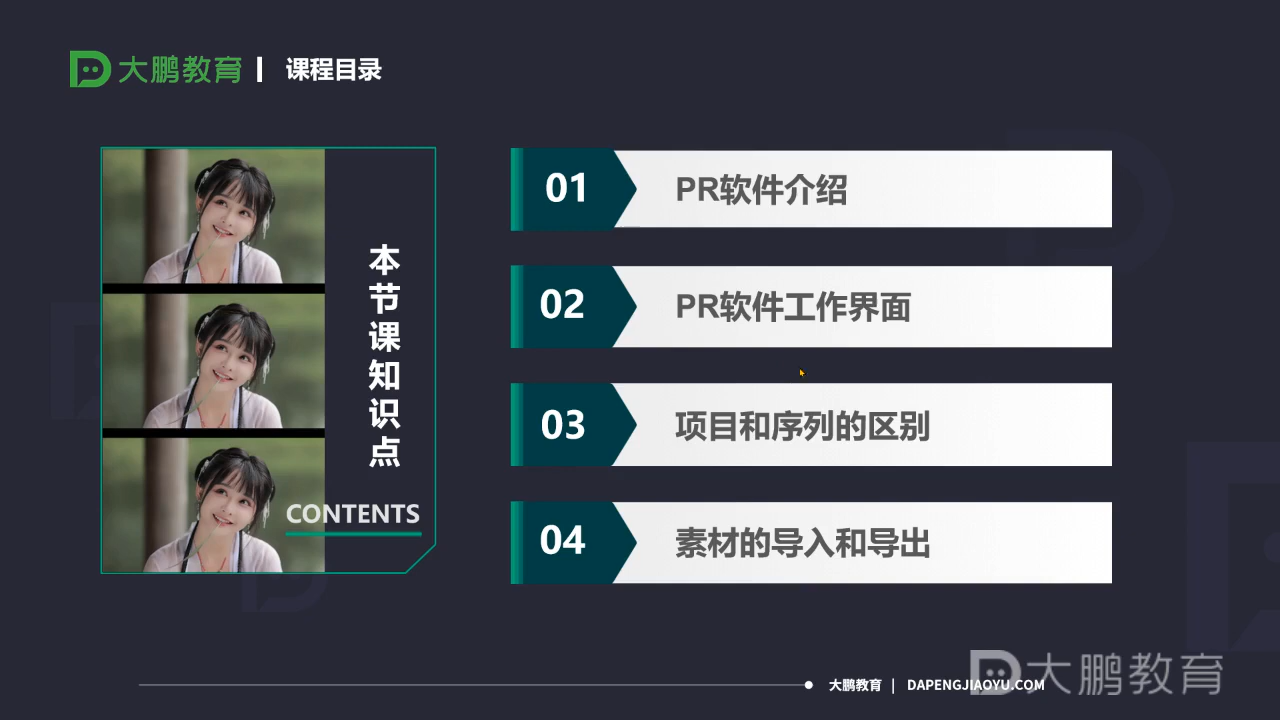 大鹏教育 | 课程目录
本节课知识点
CONTENTS
01 PR软件介绍
02 PR软件工作界面
03 项目和序列的区别
04 素材的导入和导出
大鹏教育 | DAPENGJIAOYU.COM
大鹏教育